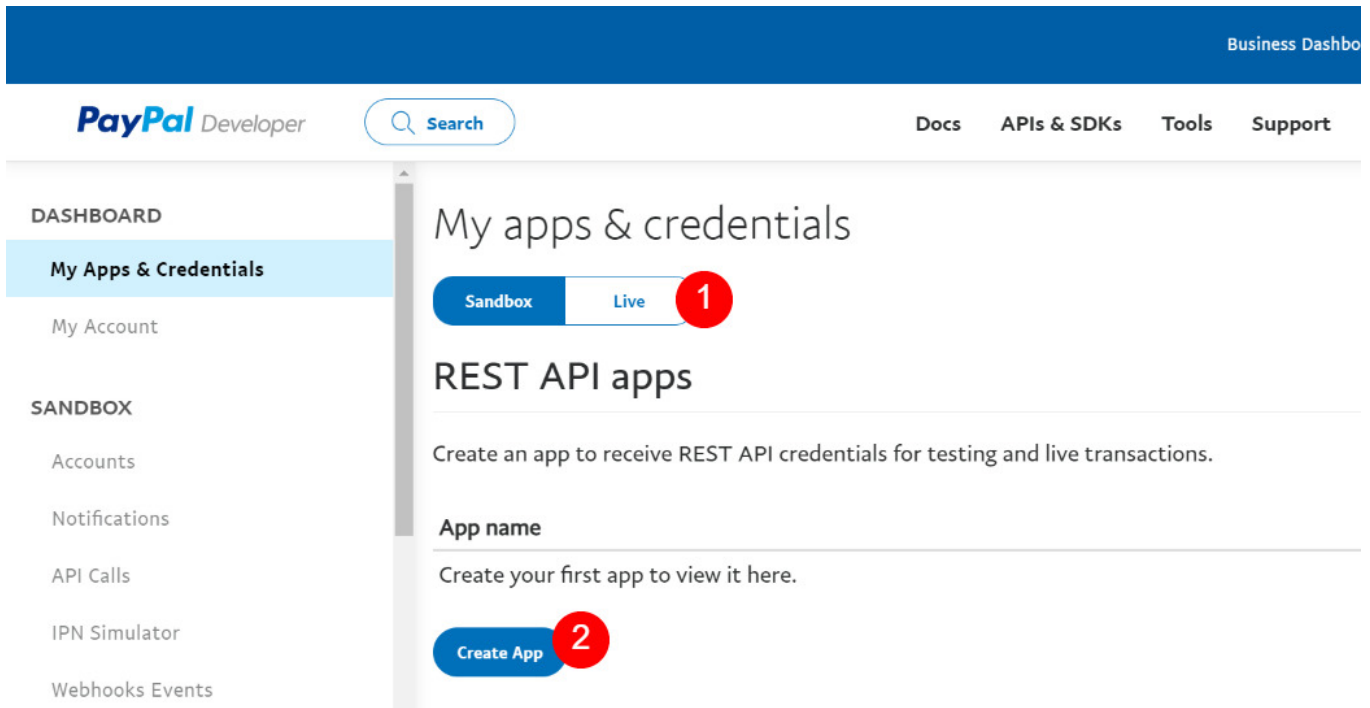 Business Dashbo
PayPal Developer
Search
Docs APIs & SDKs Tools Support
DASHBOARD
My Apps & Credentials
My Account
SANDBOX
Accounts
Notifications
API Calls
IPN Simulator
Webhooks Events
My apps & credentials
Sandbox Live 1
REST API apps
Create an app to receive REST API credentials for testing and live transactions.
App name
Create your first app to view it here.
Create App 2